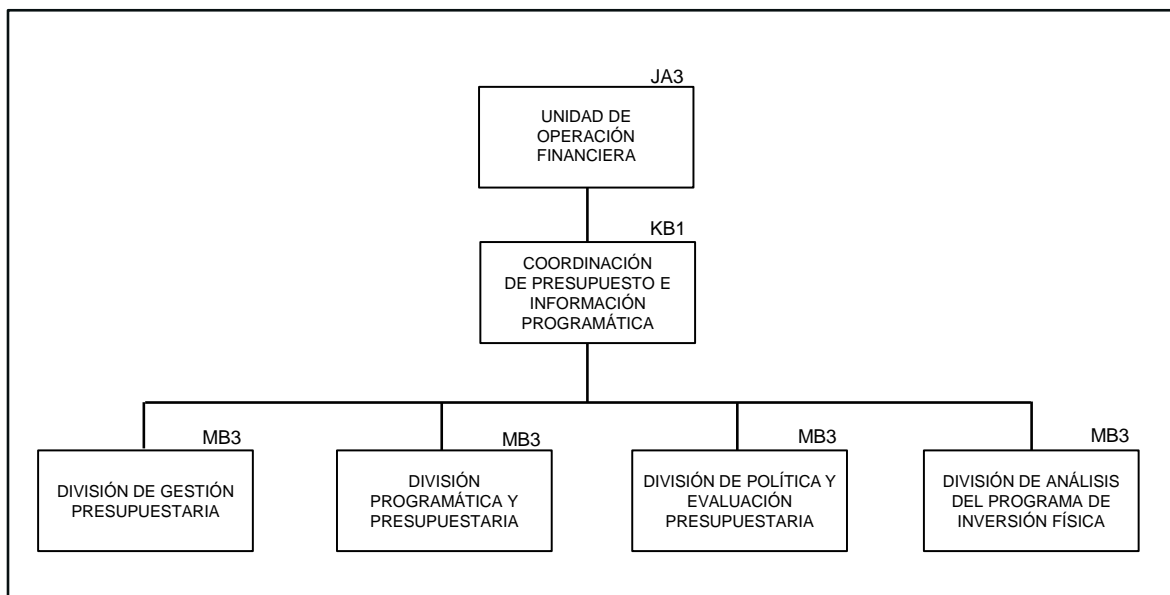 JA3
UNIDAD DE
OPERACIÓN
FINANCIERA
KB1
COORDINACIÓN
DE PRESUPUESTO E
INFORMACIÓN
PROGRAMÁTICA
MB3
DIVISIÓN DE GESTIÓN
PRESUPUESTARIA
MB3
DIVISIÓN
PROGRAMÁTICA Y
PRESUPUESTARIA
MB3
DIVISIÓN DE POLÍTICA Y
EVALUACIÓN
PRESUPUESTARIA
MB3
DIVISIÓN DE ANÁLISIS
DEL PROGRAMA DE
INVERSIÓN FÍSICA